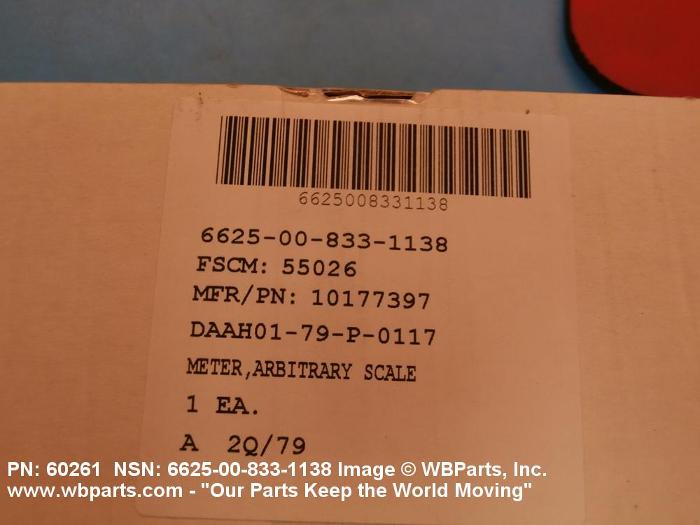 6625008331138
6625-00-833-1138
FSCM: 55026
MFR/PN: 10177397
DAAH01-79-P-0117
METER,ARBITRARY SCALE
1 EA.
A 2Q/79
PN: 60261 NSN: 6625-00-833-1138 Image © WBParts, Inc.
www.wbparts.com - "Our Parts Keep the World Moving"